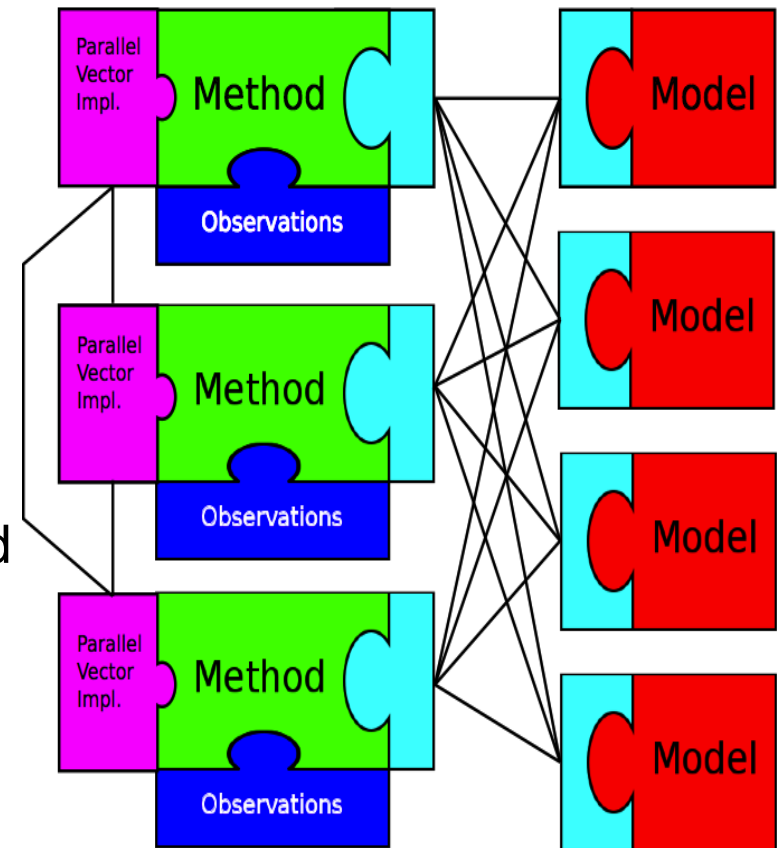 Parallel
Vector
Impl.
Method
Observations
Model
Model
Parallel
Vector
Impl.
Method
Observations
d
Model
Parallel
Vector
Impl.
Method
Observations
Model